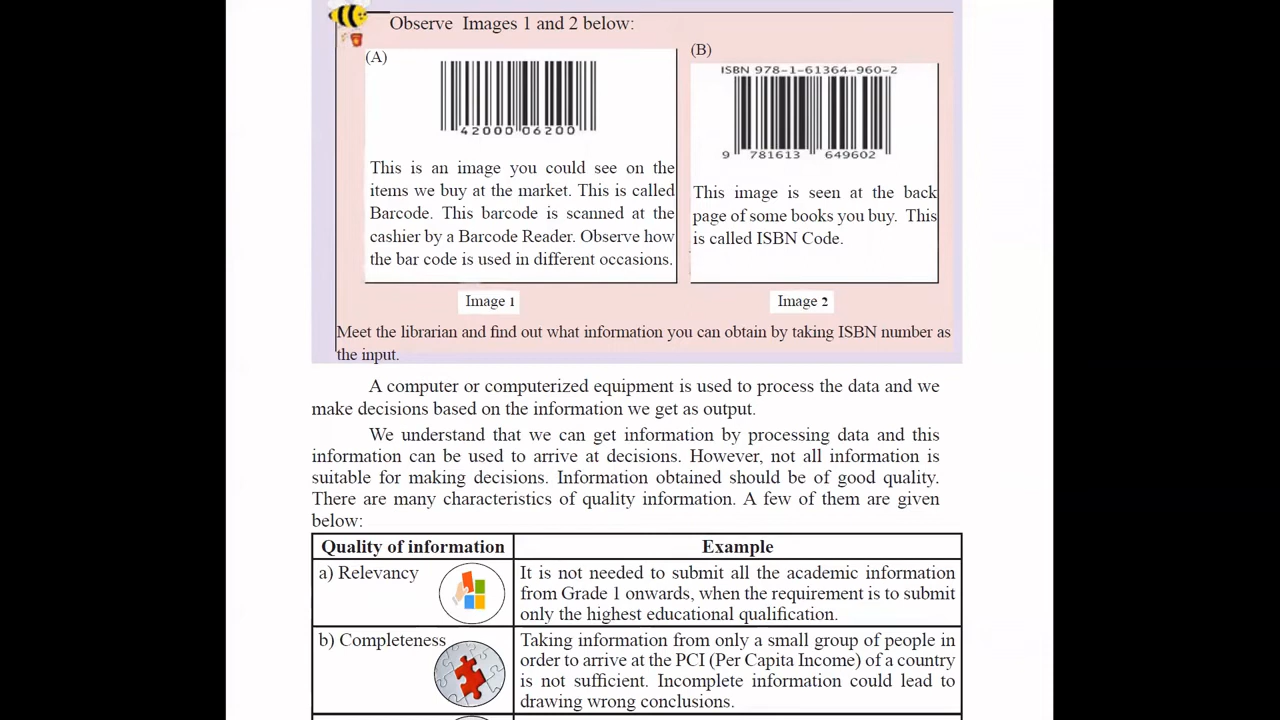 Observe Images 1 and 2 below:
(A)
42000 06200
This is an image you could see on the
items we buy at the market. This is called
Barcode. This barcode is scanned at the
cashier by a Barcode Reader. Observe how
the bar code is used in different occasions.
Image 1
(B)
ISBN 978-1-61364-960-2
9 781613 649602
This image is seen at the back
page of some books you buy. This
is called ISBN Code.
Image 2
Meet the librarian and find out what information you can obtain by taking ISBN number as
the input.
A computer or computerized equipment is used to process the data and we
make decisions based on the information we get as output.
We understand that we can get information by processing data and this
information can be used to arrive at decisions. However, not all information is
suitable for making decisions. Information obtained should be of good quality.
There are many characteristics of quality information. A few of them are given
below:
Quality of information
Example
a) Relevancy
It is not needed to submit all the academic information
from Grade 1 onwards, when the requirement is to submit
only the highest educational qualification.
b) Completeness
Taking information from only a small group of people in
order to arrive at the PCI (Per Capita Income) of a country
is not sufficient. Incomplete information could lead to
drawing wrong conclusions.